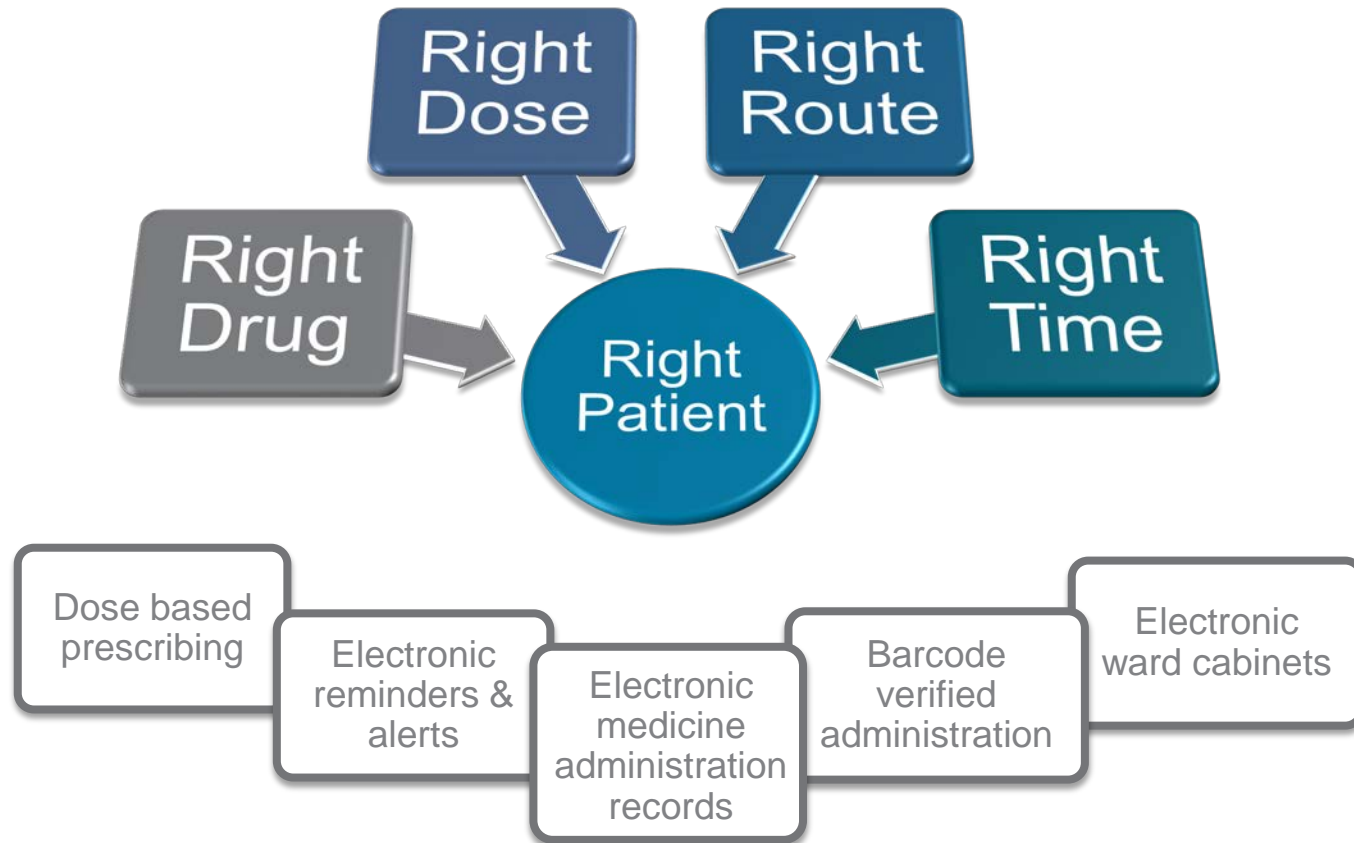 Right
Dose
Right
Route
Right
Drug
Right
Time
Right
Patient
Dose based
prescribing
Electronic
reminders &
alerts
Electronic
medicine
administration
records
Barcode
verified
administration
Electronic
ward cabinets